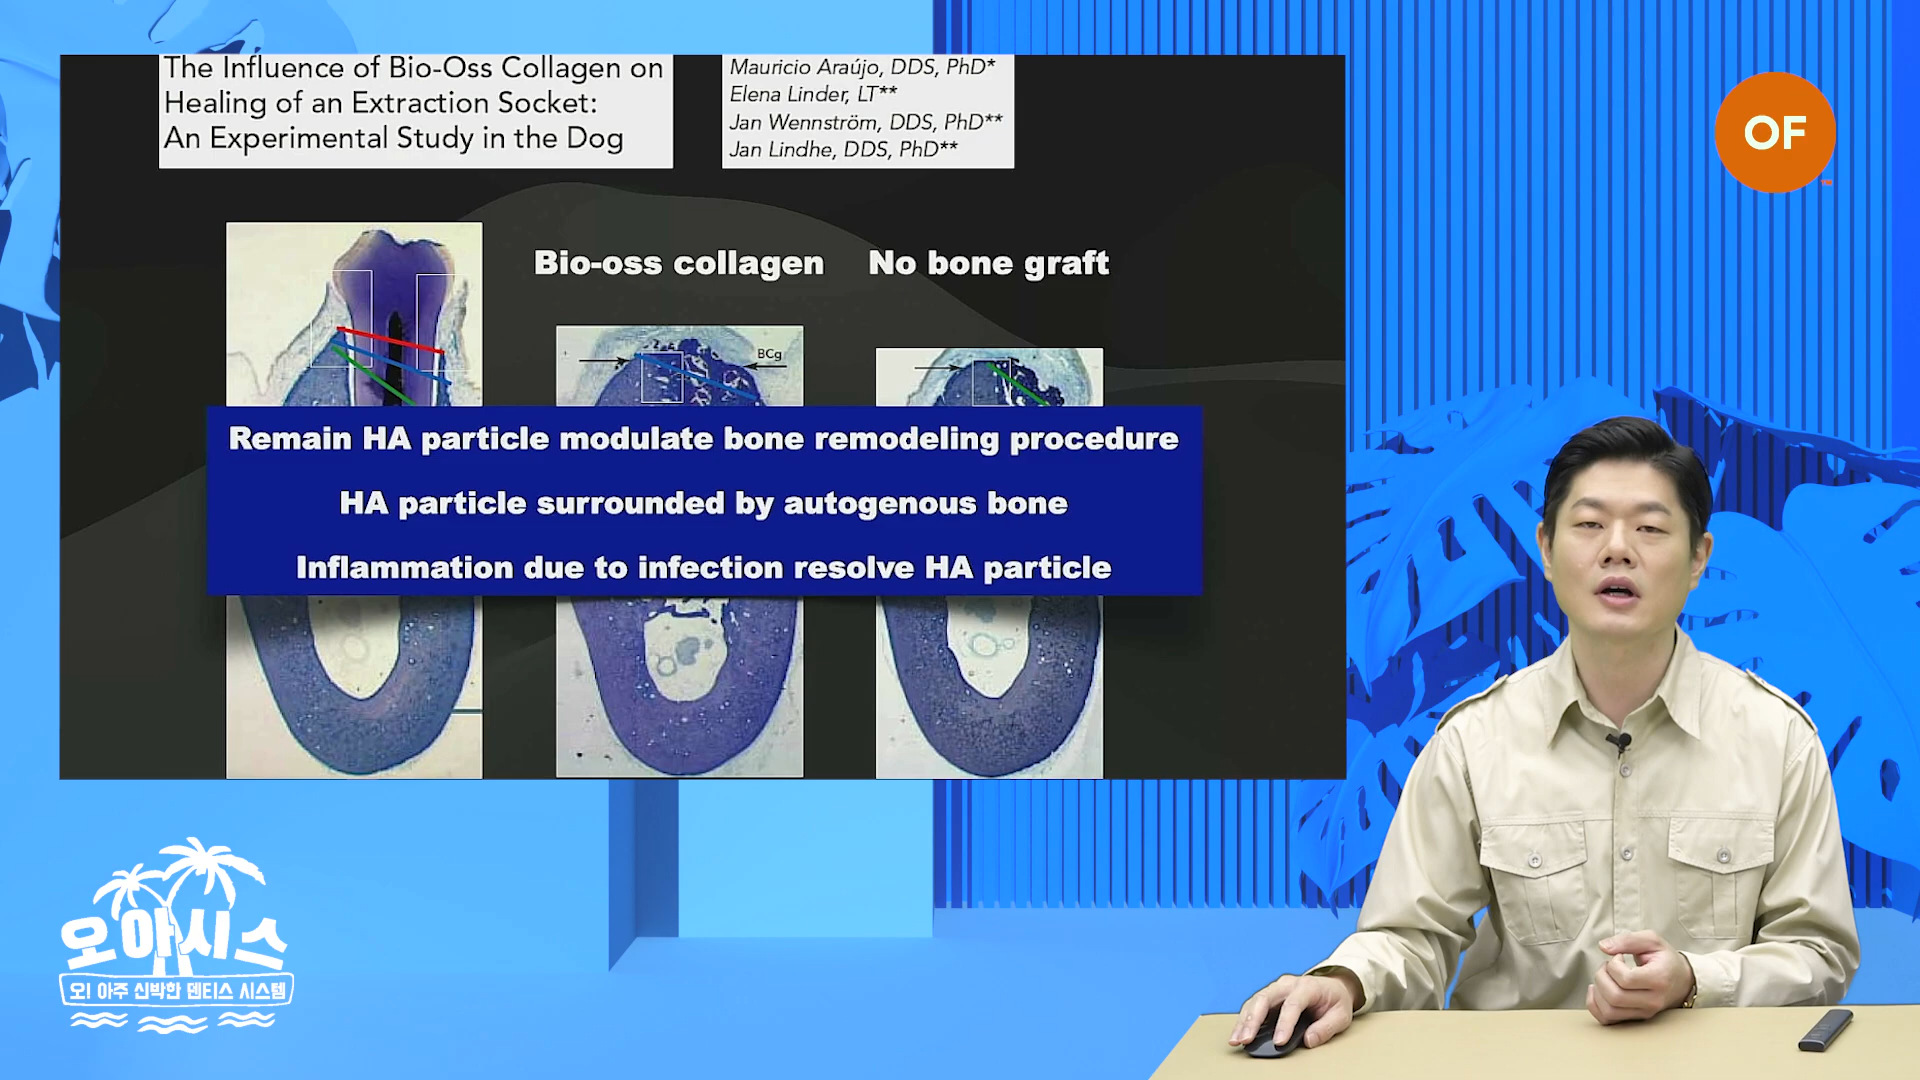 The Influence of Bio-Oss Collagen on
Healing of an Extraction Socket:
An Experimental Study in the Dog
Mauricio Araújo, DDS, PhD*
Elena Linder, LT**
Jan Wennström, DDS, PhD**
Jan Lindhe, DDS, PhD**
OF
TM
Bio-oss collagen
No bone graft
BCg
Remain HA particle modulate bone remodeling procedure
HA particle surrounded by autogenous bone
Inflammation due to infection resolve HA particle
오아시스
오! 아주 신박한 덴티스 시스템